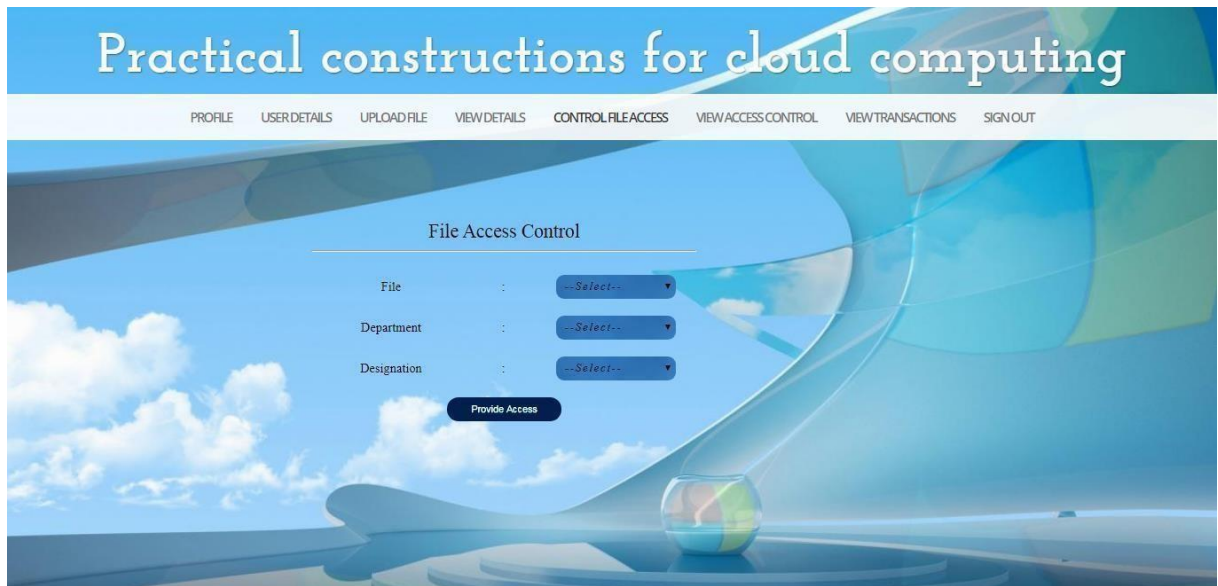 Practical constructions for cloud computing
PROFILE USER DETAILS UPLOAD FILE VIEW DETAILS CONTROL FILE ACCESS VIEW ACCESS CONTROL VIEW TRANSACTIONS SIGN OUT
File Access Control
File : --Select--
Department : --Select--
Designation : --Select--
Provide Access